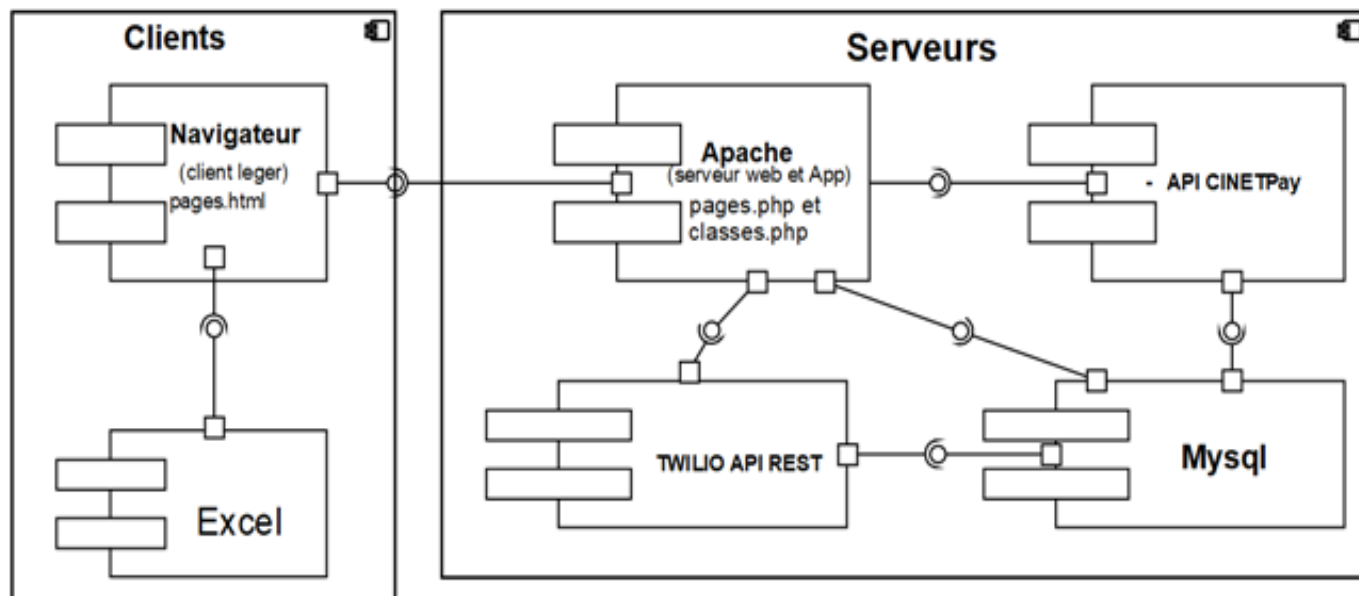 Clients
Navigateur
(client leger)
pages.html
Excel
Serveurs
Apache
(serveur web et App)
pages.php et
classes.php
- API CINETPay
TWILIO API REST
Mysql